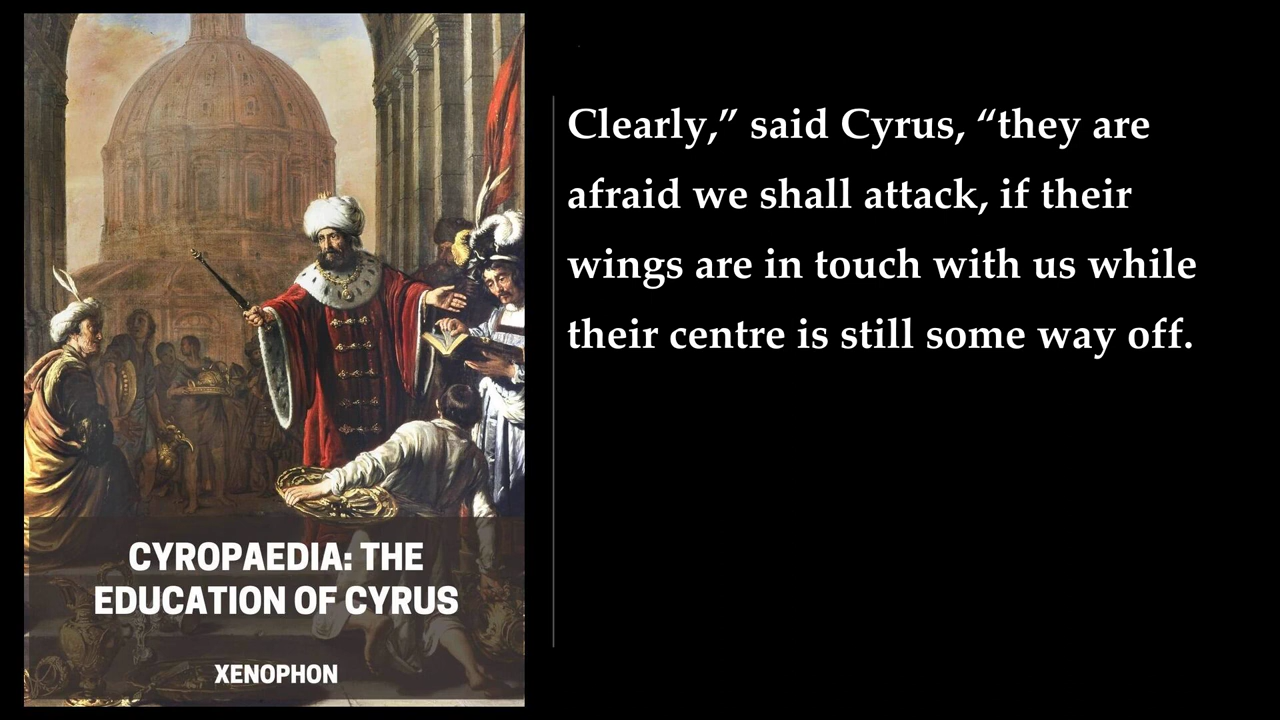 CYROPAEDIA: THE
EDUCATION OF CYRUS
XENOPHON
Clearly,” said Cyrus, “they are
afraid we shall attack, if their
wings are in touch with us while
their centre is still some way off.